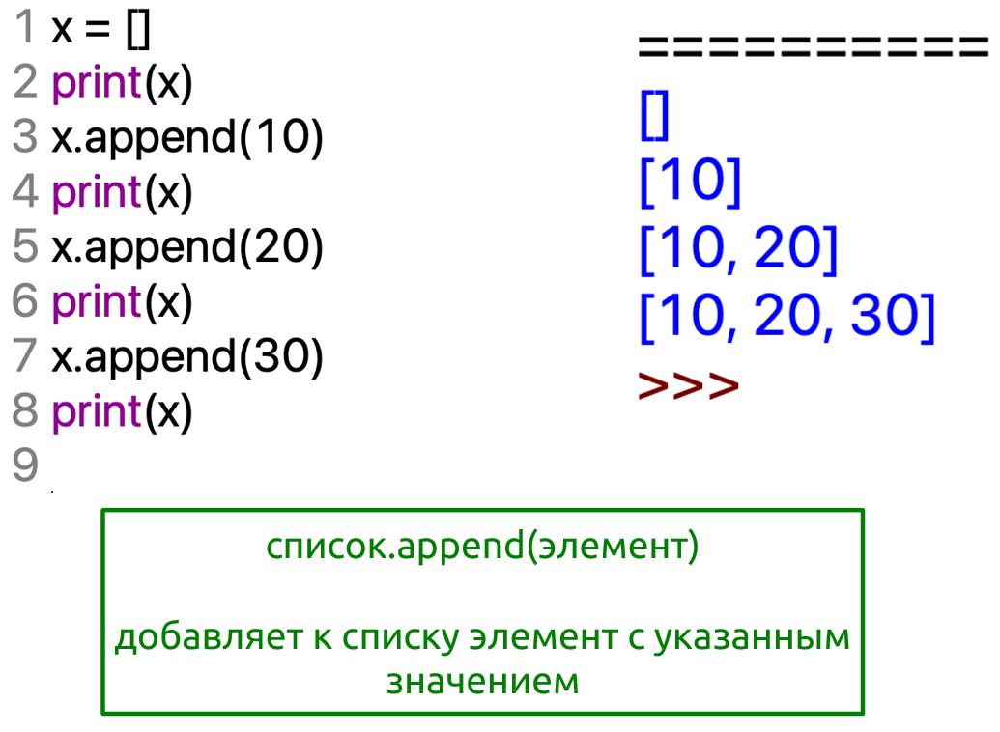 1 x = []
2 print(x)
3 x.append(10)
4 print(x)
5 x.append(20)
6 print(x)
7 x.append(30)
8 print(x)
9
==========
[]
[10]
[10, 20]
[10, 20, 30]
>>>
список.append(элемент)
добавляет к списку элемент с указанным
значением